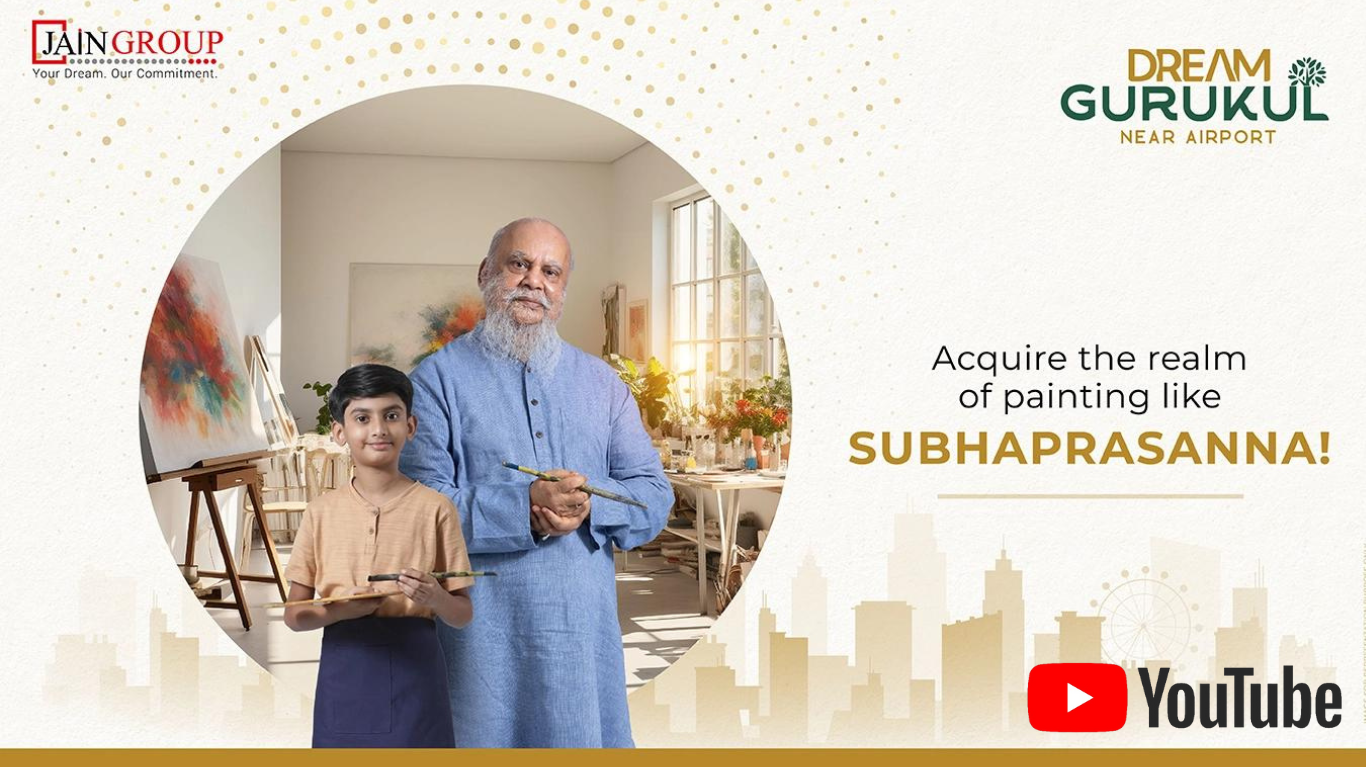 JAIN GROUP
Your Dream. Our Commitment.
DREAM
GURUKUL
NEAR AIRPORT
Acquire the realm
of painting like
SUBHAPRASANNA!
YouTube